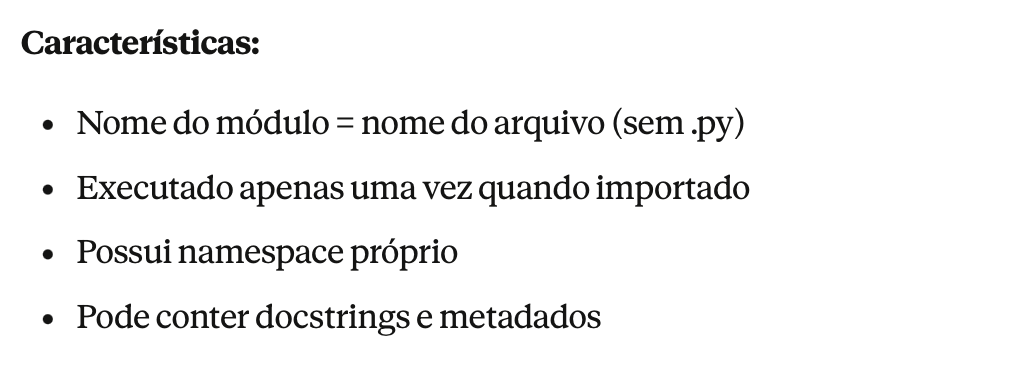 Características:
• Nome do módulo = nome do arquivo (sem .py)
• Executado apenas uma vez quando importado
• Possui namespace próprio
• Pode conter docstrings e metadados